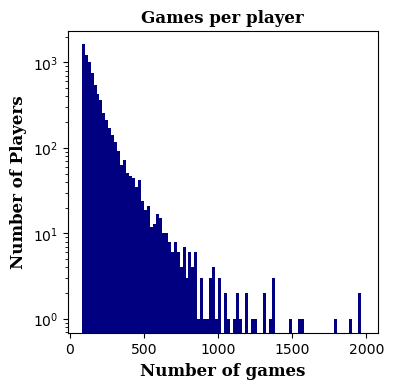 Games per player
Number of Players
10³
10²
10¹
10⁰
0 500 1000 1500 2000
Number of games